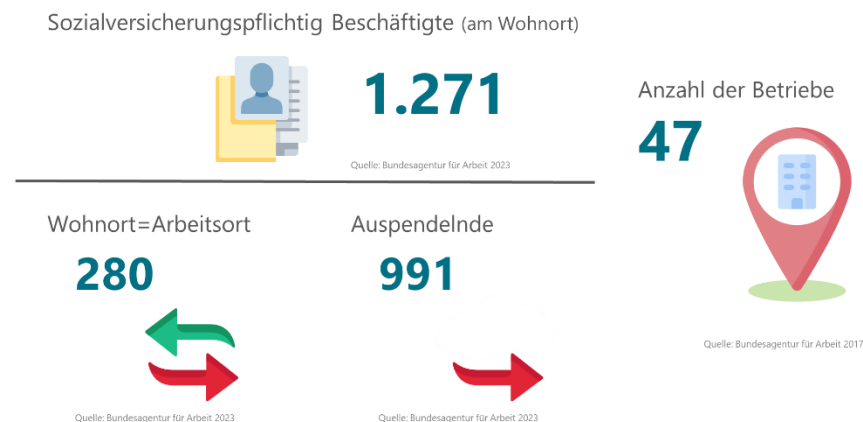 Sozialversicherungspflichtig Beschäftigte (am Wohnort)
1.271
Quelle: Bundesagentur für Arbeit 2023
Anzahl der Betriebe
47
Quelle: Bundesagentur für Arbeit 2017
Wohnort=Arbeitsort
280
Quelle: Bundesagentur für Arbeit 2023
Auspendelnde
991
Quelle: Bundesagentur für Arbeit 2023